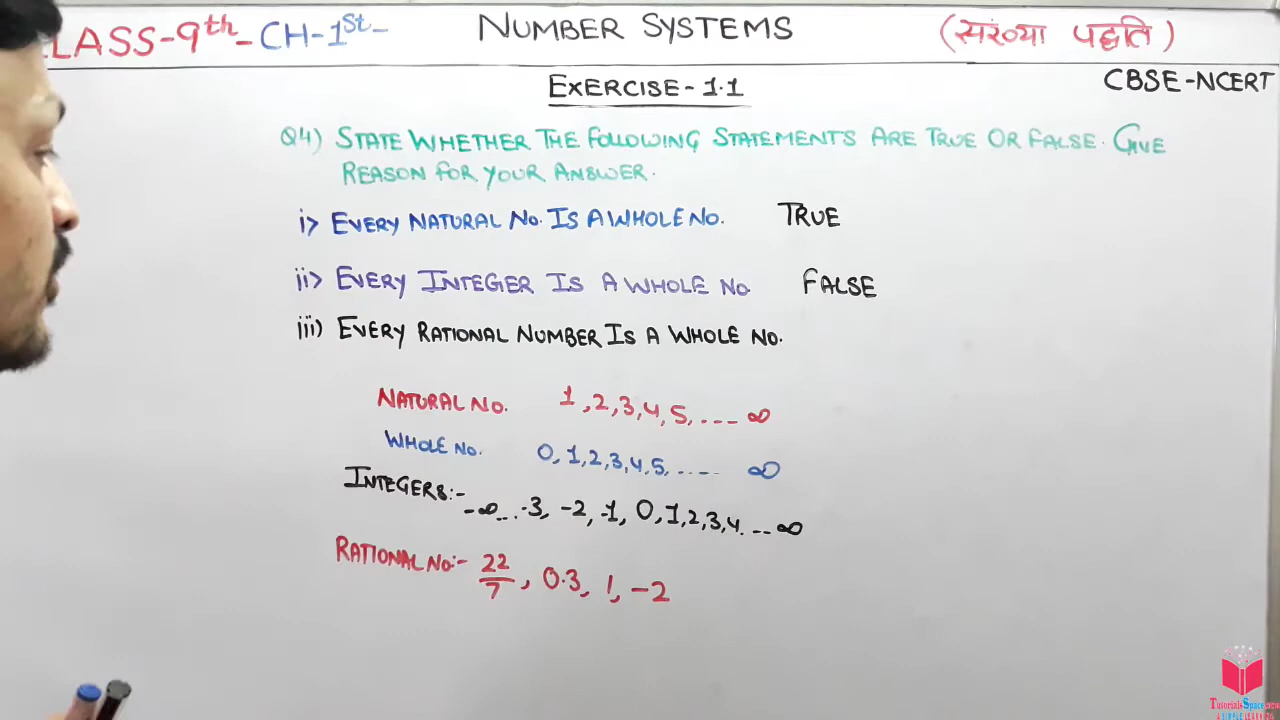 LASS-9th-CH-1St- NUMBER SYSTEMS (संख्या पद्धति)
CBSE-NCERT
EXERCISE-1.1
Q4) STATE WHETHER THE FOLLOWING STATEMENTS ARE TRUE OR FALSE. GIVE
REASON FOR YOUR ANSWER.
i> EVERY NATURAL NO. IS A WHOLE NO. TRUE
ii> EVERY INTEGER IS A WHOLE NO. FALSE
iii) EVERY RATIONAL NUMBER IS A WHOLE NO.
NATURAL NO. 1, 2, 3, 4, 5, .... ∞
WHOLE NO. 0, 1, 2, 3, 4, 5, ..... ∞
INTEGERS:- -∞... -3, -2, -1, 0, 1, 2, 3, 4. ... ∞
RATIONAL NO:- 22/7, 0.3, 1, -2
TutorialsSpace.com
A SIMPLE LEARNING